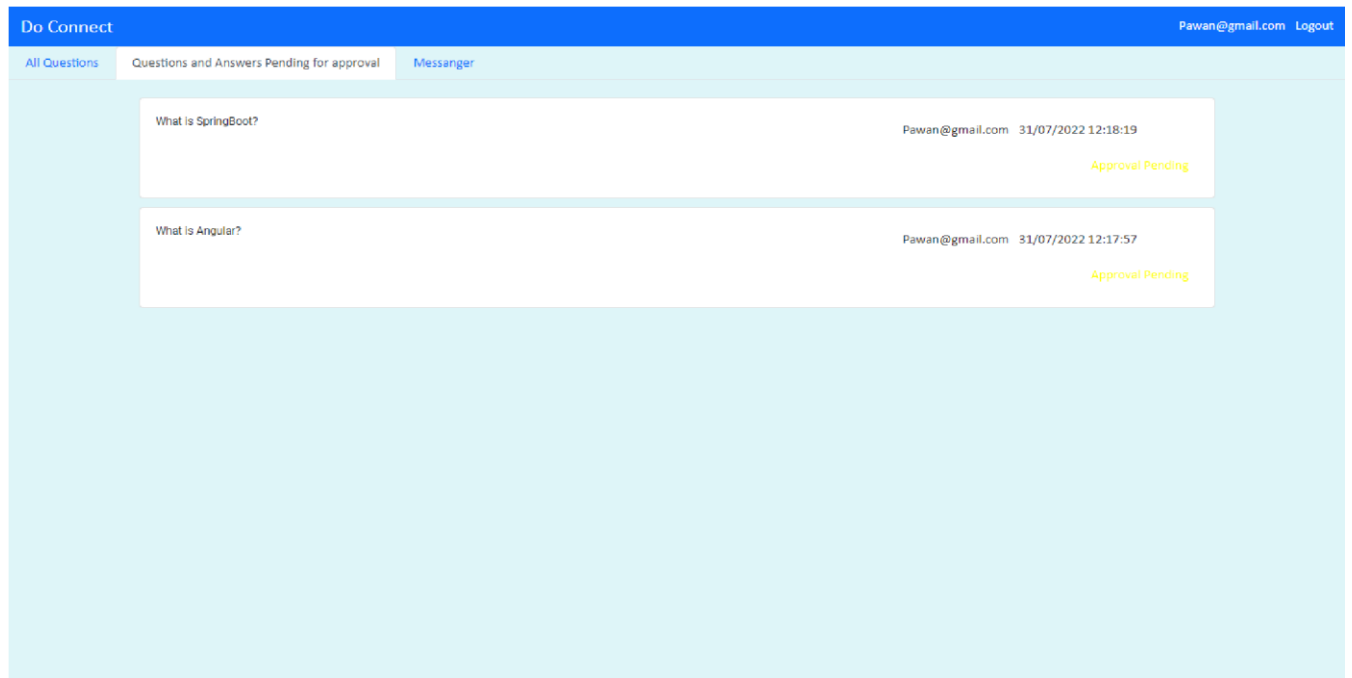 Do Connect
Pawan@gmail.com Logout
All Questions
Questions and Answers Pending for approval
Messanger
What is SpringBoot?
Pawan@gmail.com 31/07/2022 12:18:19
Approval Pending
What is Angular?
Pawan@gmail.com 31/07/2022 12:17:57
Approval Pending